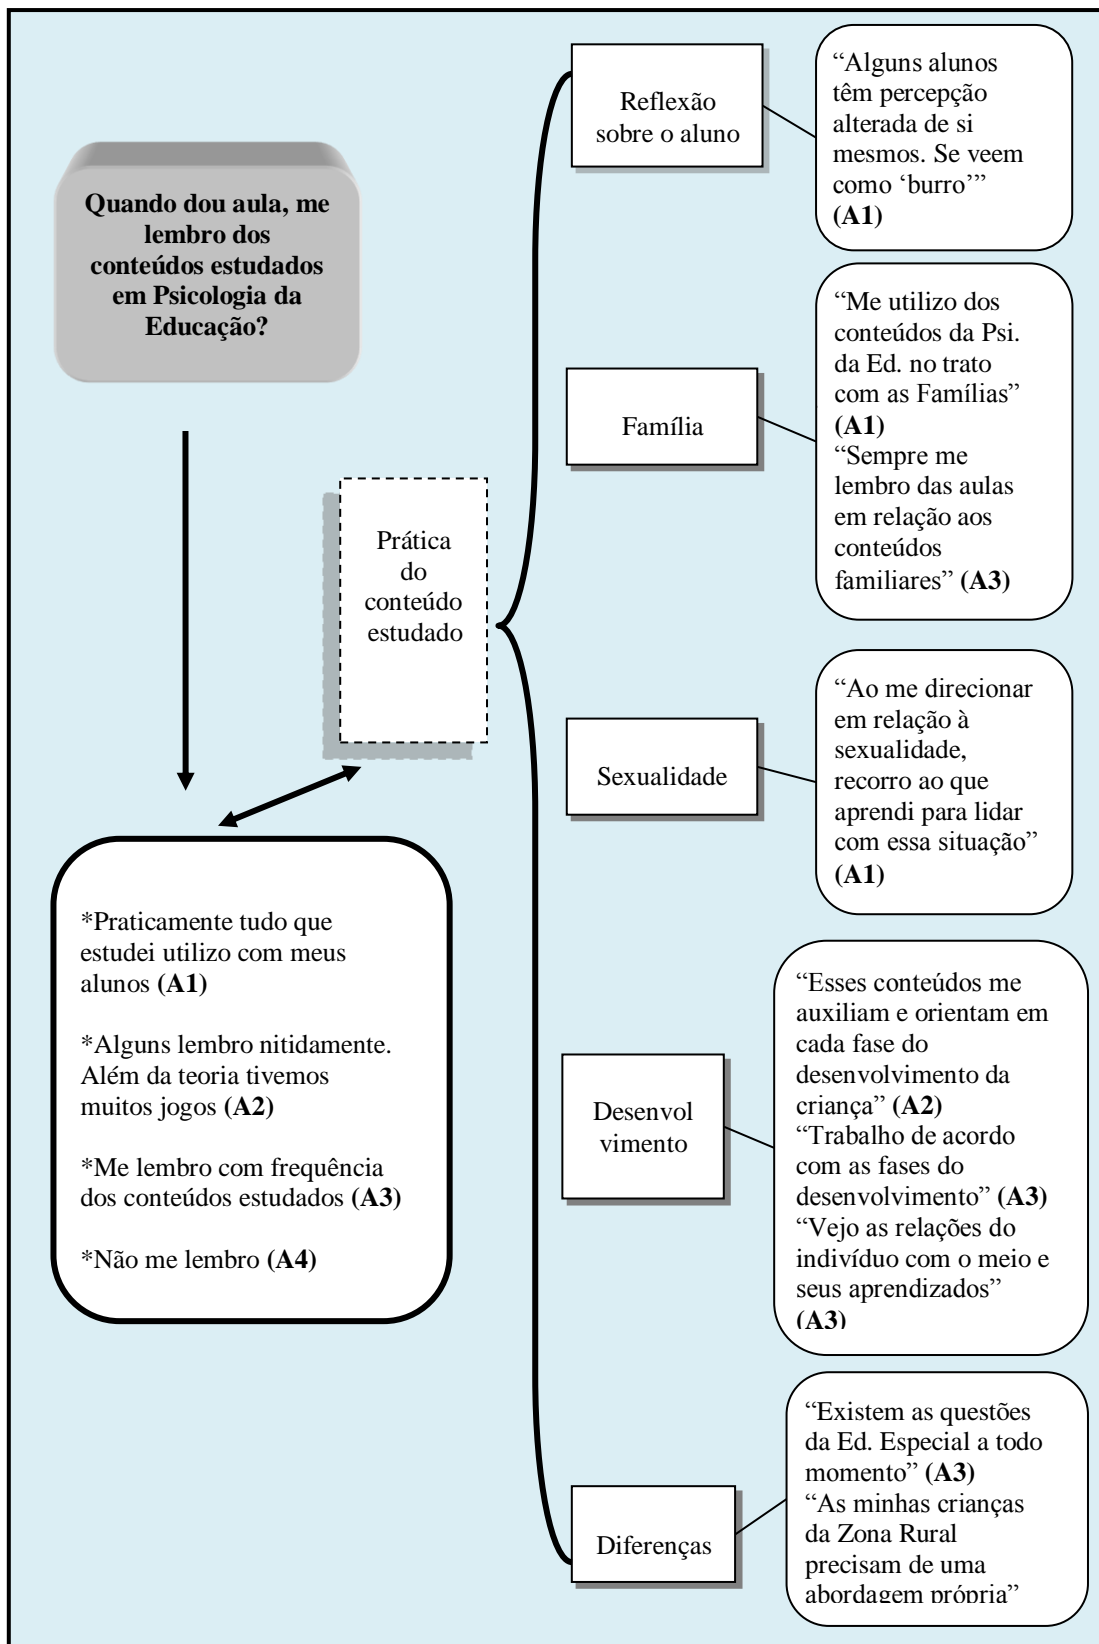 Quando dou aula, me
lembro dos
conteúdos estudados
em Psicologia da
Educação?
*Praticamente tudo que
estudei utilizo com meus
alunos (A1)
*Alguns lembro nitidamente.
Além da teoria tivemos
muitos jogos (A2)
*Me lembro com frequência
dos conteúdos estudados (A3)
*Não me lembro (A4)
Prática
do
conteúdo
estudado
Reflexão
sobre o aluno
“Alguns alunos
têm percepção
alterada de si
mesmos. Se veem
como ‘burro’”
(A1)
Família
“Me utilizo dos
conteúdos da Psi.
da Ed. no trato
com as Famílias”
(A1)
“Sempre me
lembro das aulas
em relação aos
conteúdos
familiares” (A3)
Sexualidade
“Ao me direcionar
em relação à
sexualidade,
recorro ao que
aprendi para lidar
com essa situação”
(A1)
Desenvol
vimento
“Esses conteúdos me
auxiliam e orientam em
cada fase do
desenvolvimento da
criança” (A2)
“Trabalho de acordo
com as fases do
desenvolvimento” (A3)
“Vejo as relações do
indivíduo com o meio e
seus aprendizados”
(A3)
Diferenças
“Existem as questões
da Ed. Especial a todo
momento” (A3)
“As minhas crianças
da Zona Rural
precisam de uma
abordagem própria”